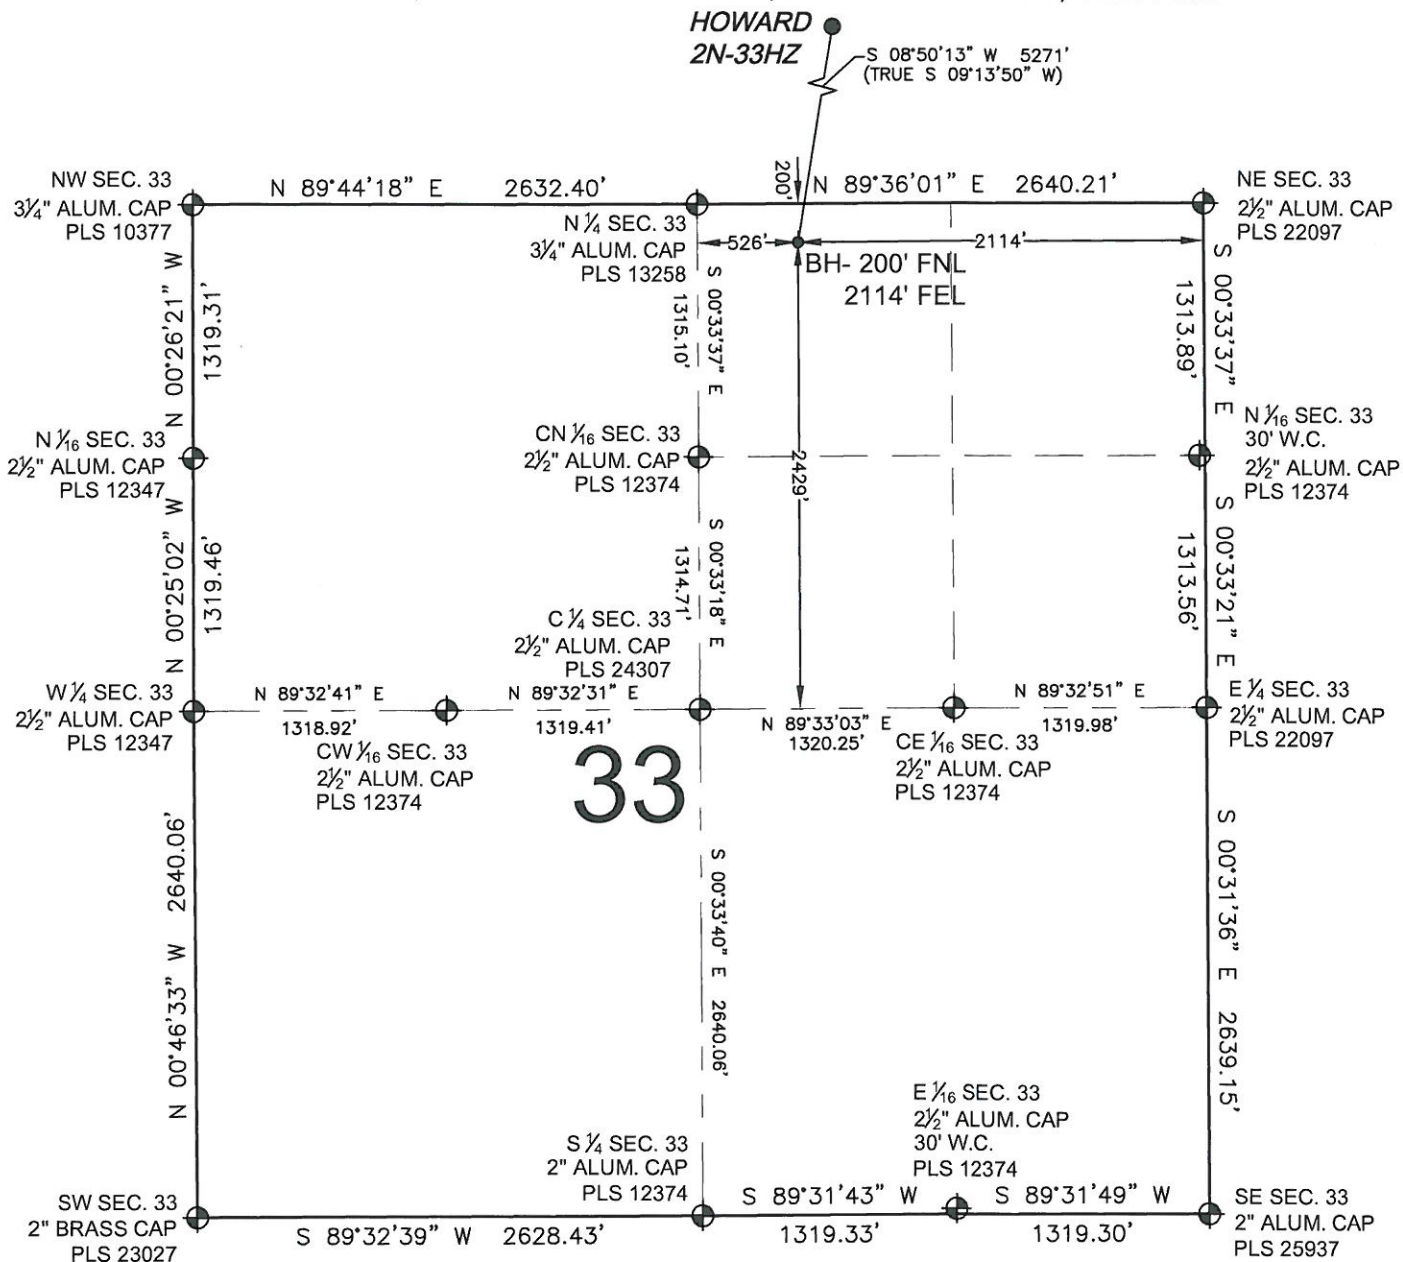 HOWARD
2N-33HZ
S 08°50'13" W 5271'
(TRUE S 09°13'50" W)
NW SEC. 33
3¼" ALUM. CAP
PLS 10377
N 89°44'18" E 2632.40'
200'
N 89°36'01" E 2640.21'
NE SEC. 33
2½" ALUM. CAP
PLS 22097
N ¼ SEC. 33
3¼" ALUM. CAP
PLS 13258
526'
2114'
BH- 200' FNL
2114' FEL
N 00°26'21" W
1319.31'
S 00°33'37" E
1315.10'
S 00°33'37" E
1313.89'
N 1/16 SEC. 33
2½" ALUM. CAP
PLS 12347
CN 1/16 SEC. 33
2½" ALUM. CAP
PLS 12374
2429'
N 1/16 SEC. 33
30' W.C.
2½" ALUM. CAP
PLS 12374
N 00°25'02" W
1319.46'
S 00°33'18" E
1314.71'
S 00°33'21" E
1313.56'
C ¼ SEC. 33
2½" ALUM. CAP
PLS 24307
W ¼ SEC. 33
2½" ALUM. CAP
PLS 12347
N 89°32'41" E
1318.92'
N 89°32'31" E
1319.41'
N 89°33'03" E
1320.25'
N 89°32'51" E
1319.98'
E ¼ SEC. 33
2½" ALUM. CAP
PLS 22097
CW 1/16 SEC. 33
2½" ALUM. CAP
PLS 12374
33
CE 1/16 SEC. 33
2½" ALUM. CAP
PLS 12374
N 00°46'33" W 2640.06'
S 00°33'40" E 2640.06'
S 00°31'36" E 2639.15'
E 1/16 SEC. 33
2½" ALUM. CAP
30' W.C.
PLS 12374
S ¼ SEC. 33
2" ALUM. CAP
PLS 12374
SW SEC. 33
2" BRASS CAP
PLS 23027
S 89°32'39" W 2628.43'
S 89°31'43" W
1319.33'
S 89°31'49" W
1319.30'
SE SEC. 33
2" ALUM. CAP
PLS 25937